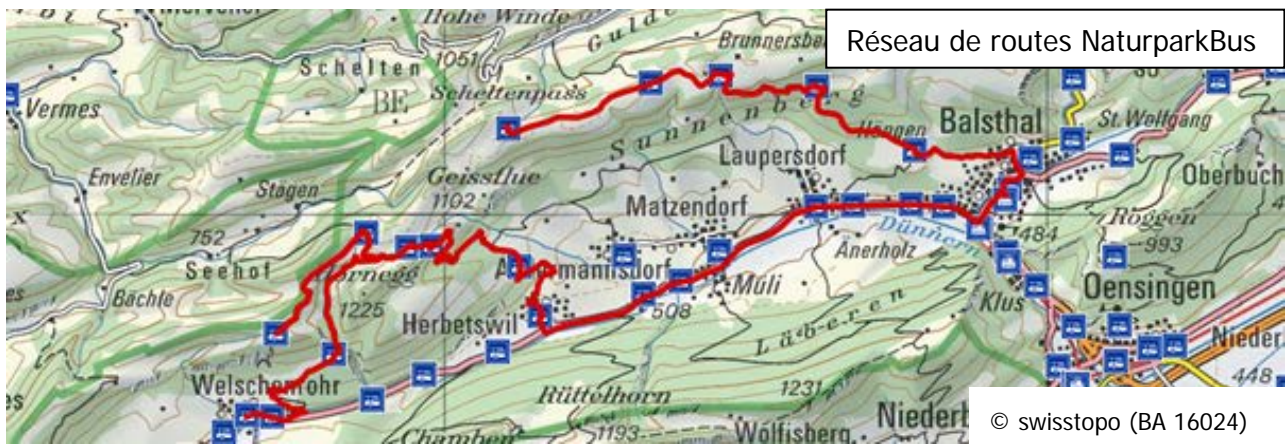 Réseau de routes NaturparkBus
Hohe Winde
Gulde
Brunnersbe
Schelten
1051
Scheltenpass
BE
Vermes
Sunnenberg
Höngen
Balsthal
St. Wolfgang
Envelier
Laupersdorf
Oberbuch
Stagen
Geissflue
1102
Matzendorf
Dünnern
Roggen
752
Seehof
Änerholz
484
993
Bächle
1225
Müli
Klus
Oensingen
508
Herbetswil
Läberen
Welschenrohr
1231
448
Rüttelhorn
Niederb
Chamben
1193
Wolfisberg
© swisstopo (BA 16024)